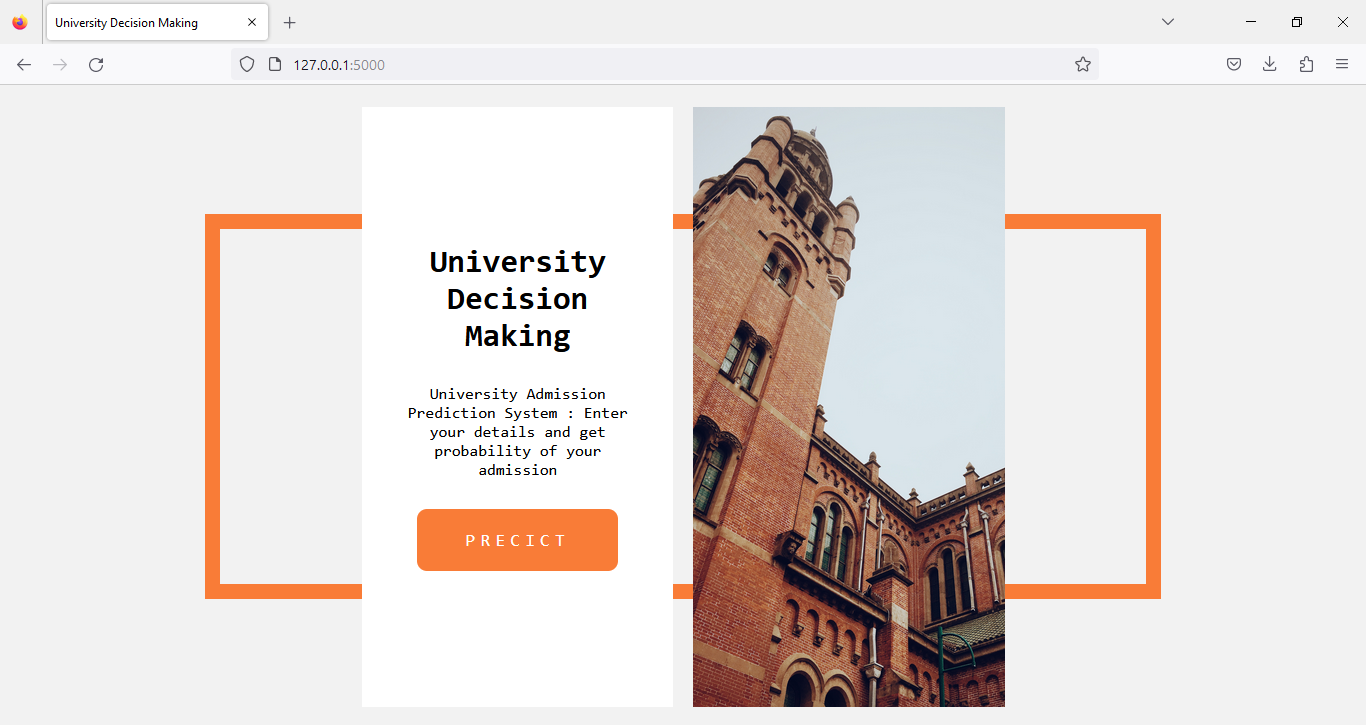 University Decision Making
127.0.0.1:5000
University
Decision
Making
University Admission
Prediction System : Enter
your details and get
probability of your
admission
PRECICT